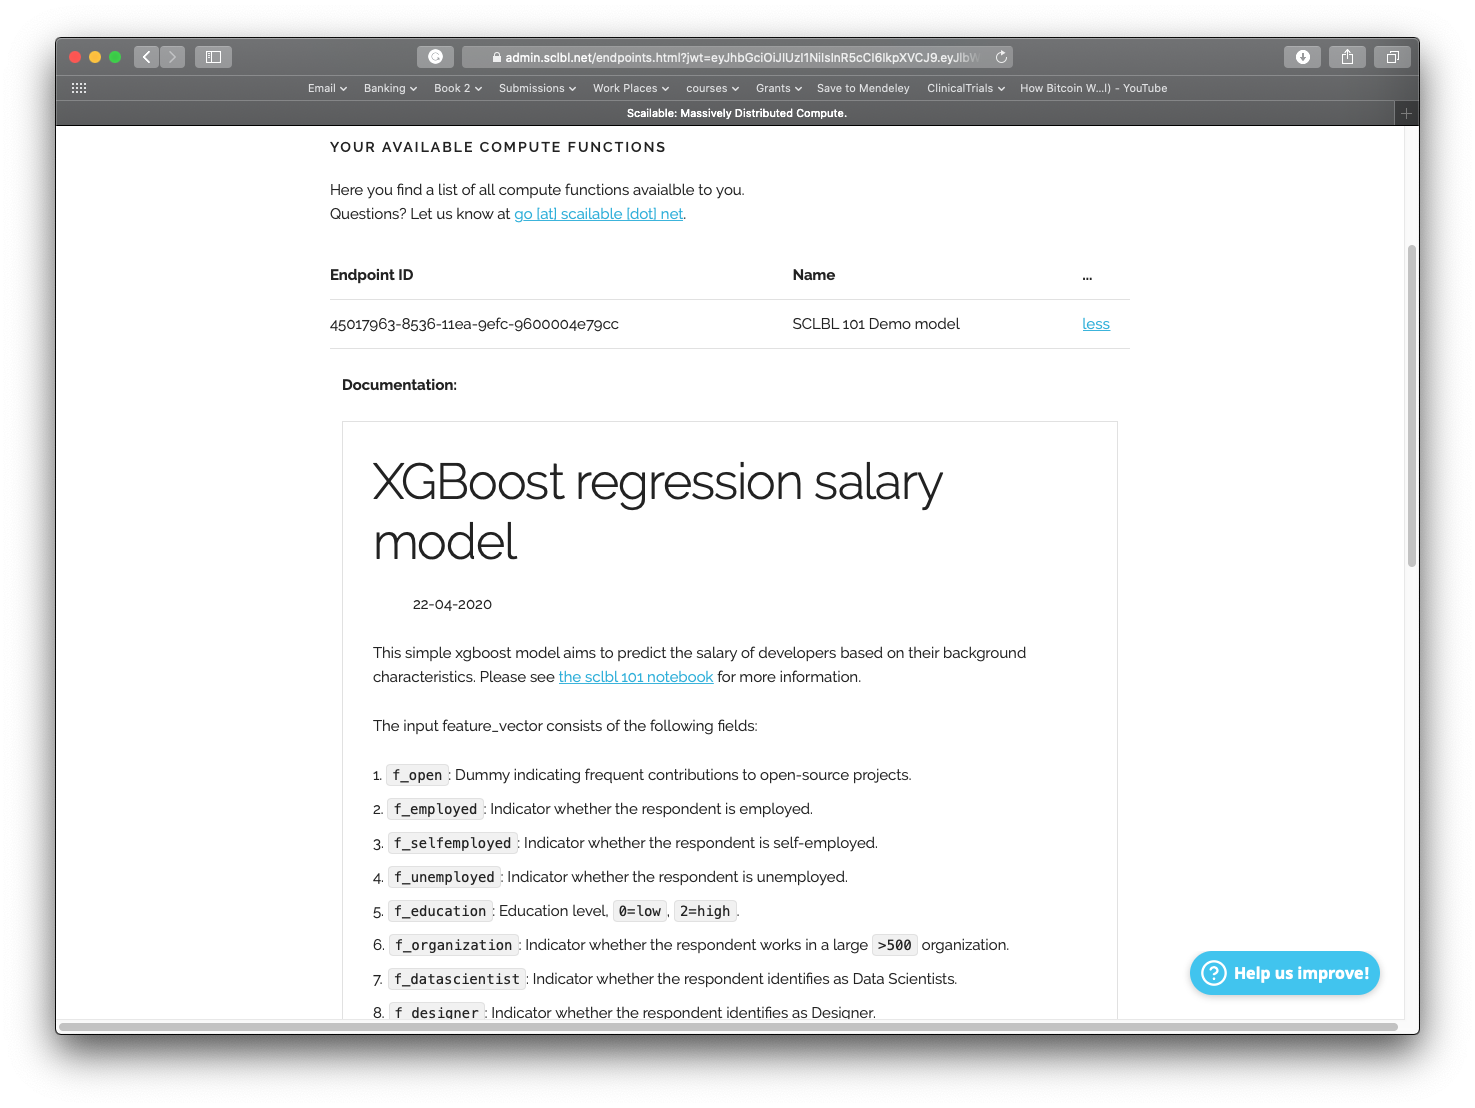 admin.sclbl.net/endpoints.html?jwt=eyJhbGciOiJIUzI1NiIsInR5cCI6IkpXVCJ9.eyJlbW
Email Banking Book 2 Submissions Work Places courses Grants Save to Mendeley ClinicalTrials How Bitcoin W...l) - YouTube
Scailable: Massively Distributed Compute.
YOUR AVAILABLE COMPUTE FUNCTIONS
Here you find a list of all compute functions avaialble to you.
Questions? Let us know at go [at] scailable [dot] net.
Endpoint ID Name ...
45017963-8536-11ea-9efc-9600004e79cc SCLBL 101 Demo model less
Documentation:
XGBoost regression salary
model
22-04-2020
This simple xgboost model aims to predict the salary of developers based on their background
characteristics. Please see the sclbl 101 notebook for more information.
The input feature_vector consists of the following fields:
1. f_open: Dummy indicating frequent contributions to open-source projects.
2. f_employed: Indicator whether the respondent is employed.
3. f_selfemployed: Indicator whether the respondent is self-employed.
4. f_unemployed: Indicator whether the respondent is unemployed.
5. f_education: Education level, 0=low, 2=high.
6. f_organization: Indicator whether the respondent works in a large >500 organization.
7. f_datascientist: Indicator whether the respondent identifies as Data Scientists.
8. f_designer: Indicator whether the respondent identifies as Designer.
Help us improve!